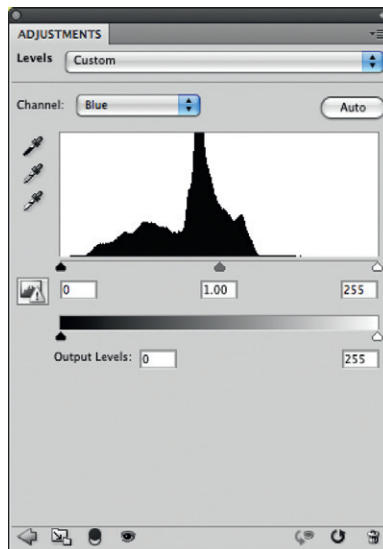 ADJUSTMENTS
Levels Custom
Channel: Blue Auto
0 1.00 255
Output Levels: 0 255